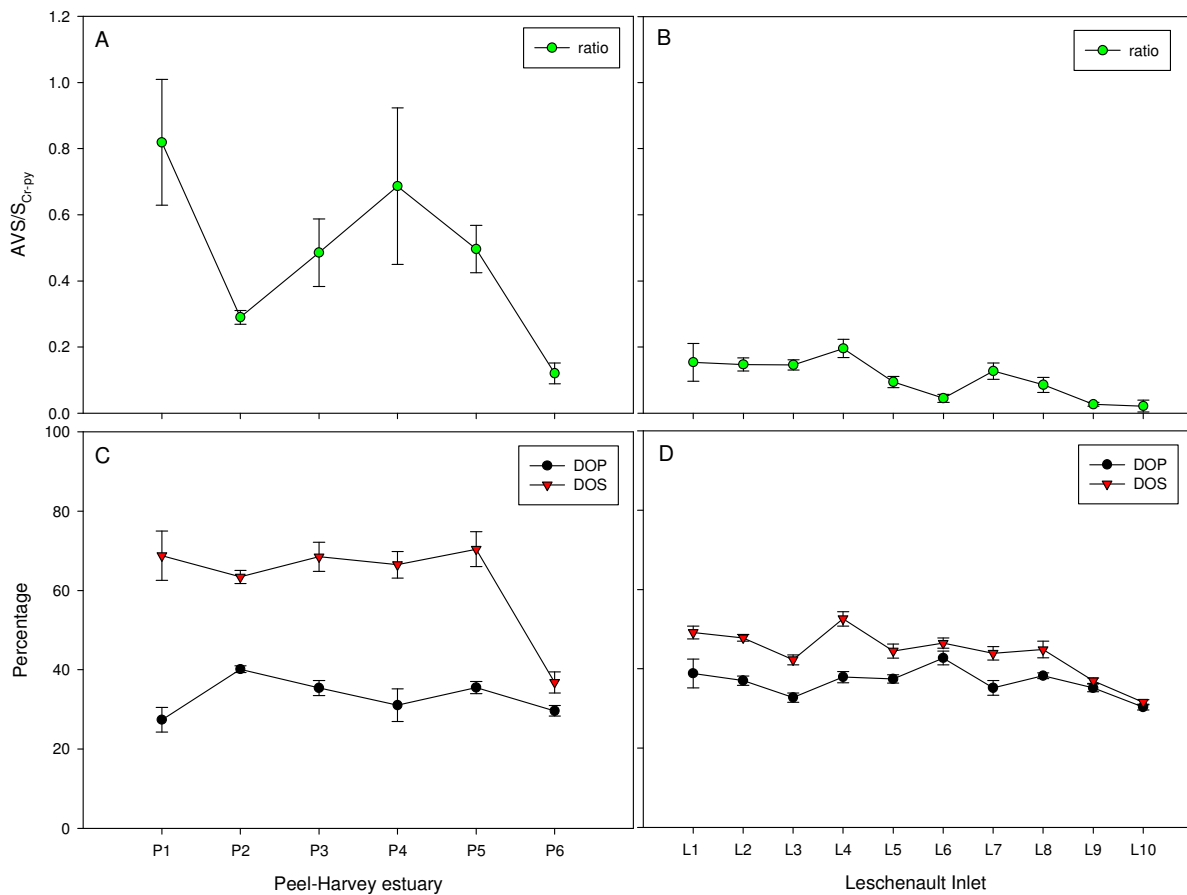 A
ratio
1.2
1.0
0.8
0.6
0.4
0.2
0.0
AVS/SCr-py
B
ratio
C
DOP
DOS
100
80
60
40
20
0
Percentage
P1 P2 P3 P4 P5 P6
Peel-Harvey estuary
D
DOP
DOS
L1 L2 L3 L4 L5 L6 L7 L8 L9 L10
Leschenault Inlet